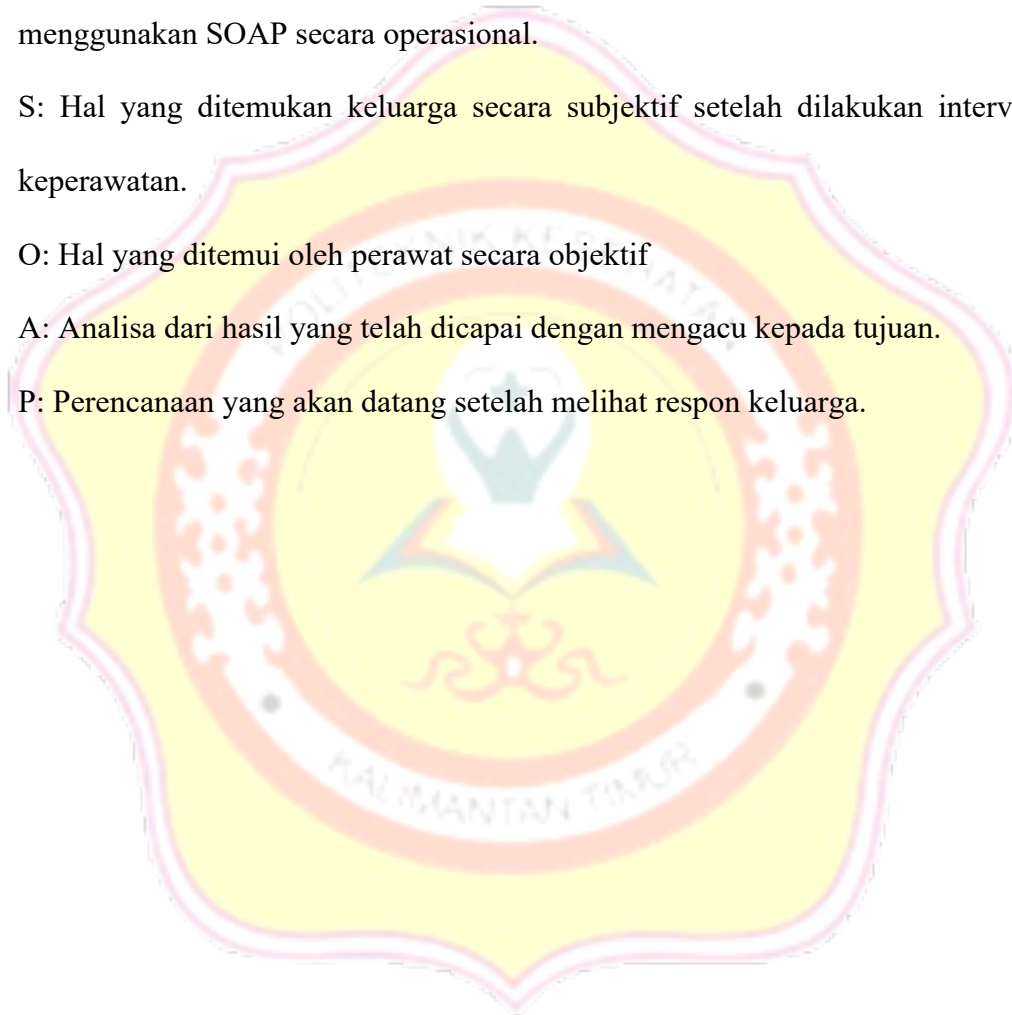 menggunakan SOAP secara operasional.
S: Hal yang ditemukan keluarga secara subjektif setelah dilakukan interv
keperawatan.
O: Hal yang ditemui oleh perawat secara objektif
A: Analisa dari hasil yang telah dicapai dengan mengacu kepada tujuan.
P: Perencanaan yang akan datang setelah melihat respon keluarga.
POLITEKNIK KESEHATAN
KALIMANTAN TIMUR